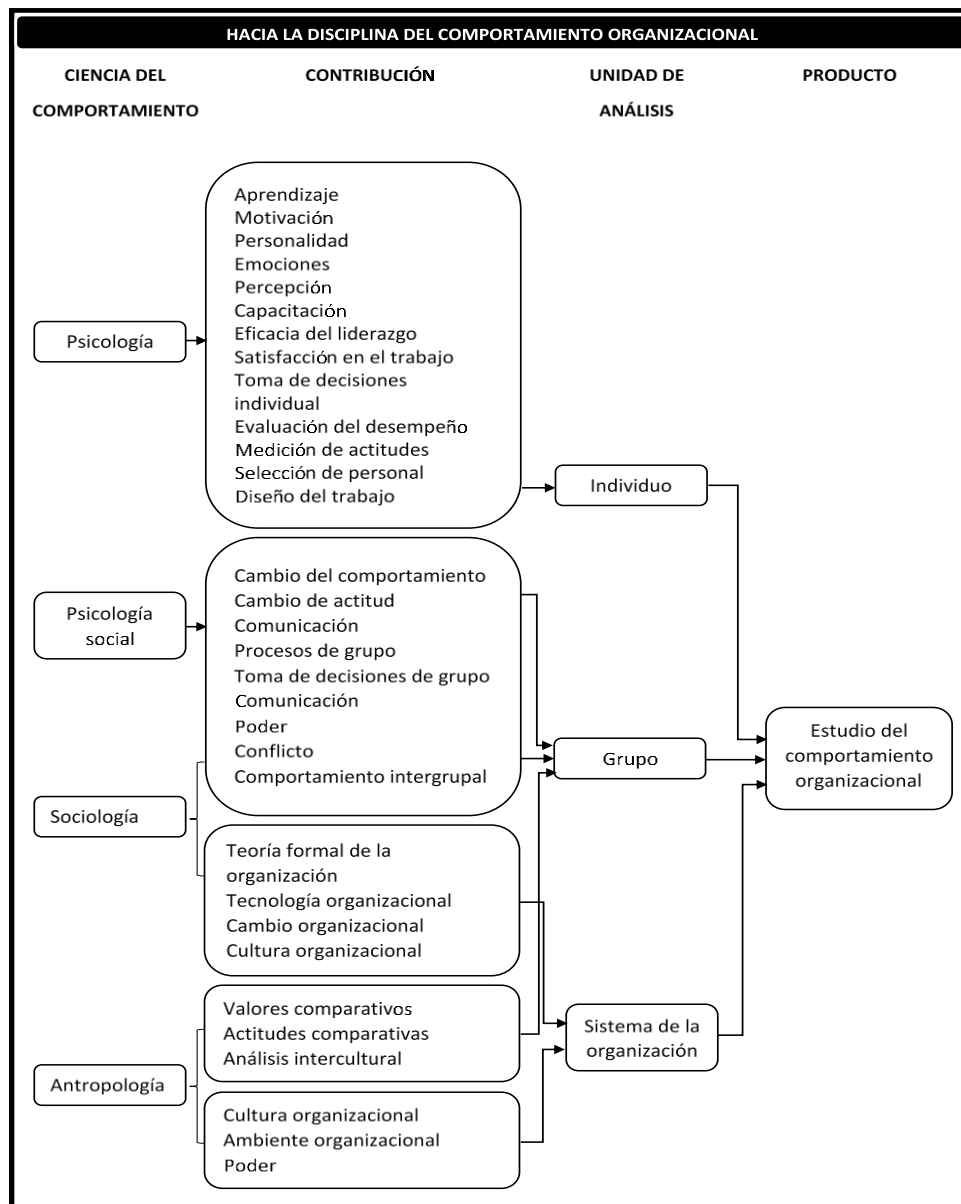 HACIA LA DISCIPLINA DEL COMPORTAMIENTO ORGANIZACIONAL
CIENCIA DEL
COMPORTAMIENTO
CONTRIBUCIÓN
UNIDAD DE
ANÁLISIS
PRODUCTO
Psicología
Aprendizaje
Motivación
Personalidad
Emociones
Percepción
Capacitación
Eficacia del liderazgo
Satisfacción en el trabajo
Toma de decisiones
individual
Evaluación del desempeño
Medición de actitudes
Selección de personal
Diseño del trabajo
Individuo
Psicología
social
Cambio del comportamiento
Cambio de actitud
Comunicación
Procesos de grupo
Toma de decisiones de grupo
Comunicación
Poder
Conflicto
Comportamiento intergrupal
Grupo
Estudio del
comportamiento
organizacional
Sociología
Teoría formal de la
organización
Tecnología organizacional
Cambio organizacional
Cultura organizacional
Valores comparativos
Actitudes comparativas
Análisis intercultural
Sistema de la
organización
Antropología
Cultura organizacional
Ambiente organizacional
Poder